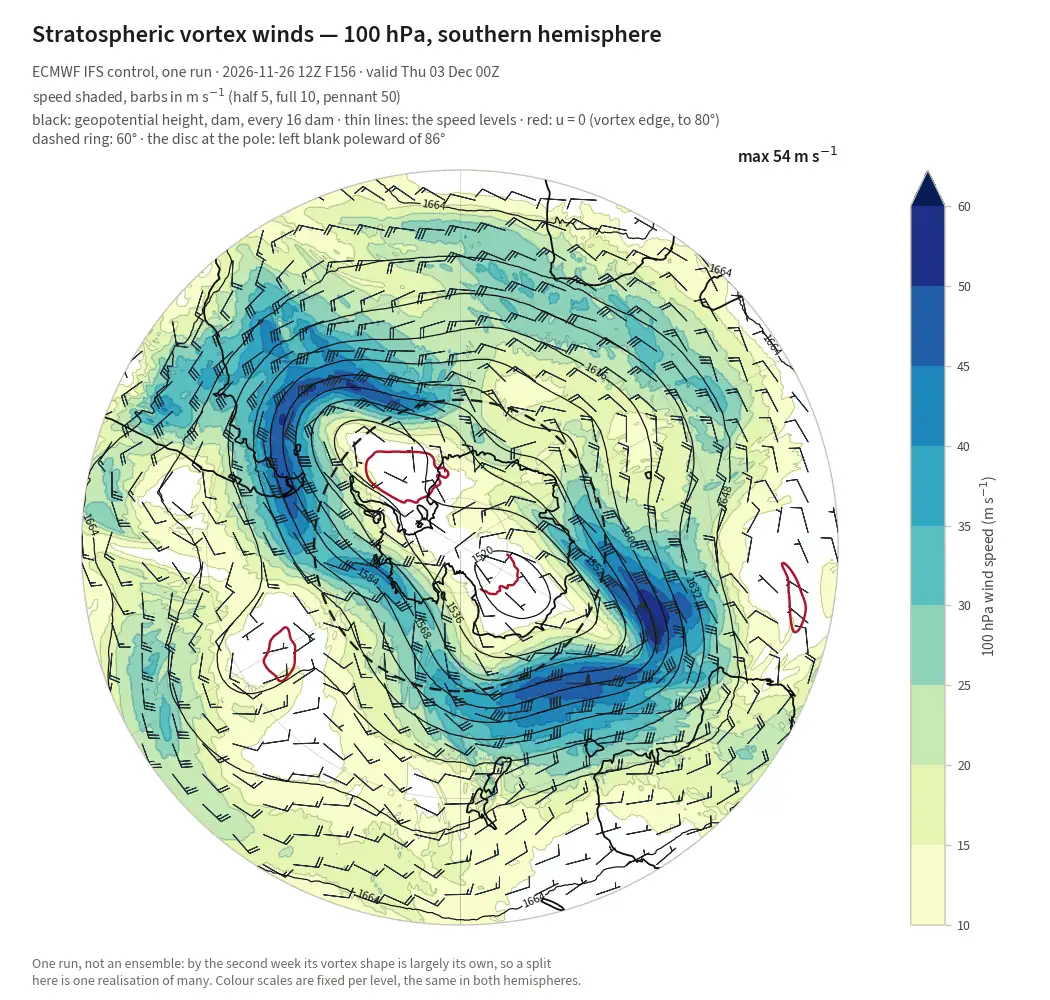 Stratospheric vortex winds — 100 hPa, southern hemisphere
ECMWF IFS control, one run · 2026-11-26 12Z F156 · valid Thu 03 Dec 00Z
speed shaded, barbs in m s⁻¹ (half 5, full 10, pennant 50)
black: geopotential height, dam, every 16 dam · thin lines: the speed levels · red: u = 0 (vortex edge, to 80°)
dashed ring: 60° · the disc at the pole: left blank poleward of 86°
max 54 m s⁻¹
1664
1664
1664
1616
1648
1664
1600
1520
1552
1584
1632
1536
1568
1664
1664
60
50
45
40
35
30
25
20
15
10
100 hPa wind speed (m s⁻¹)
One run, not an ensemble: by the second week its vortex shape is largely its own, so a split
here is one realisation of many. Colour scales are fixed per level, the same in both hemispheres.